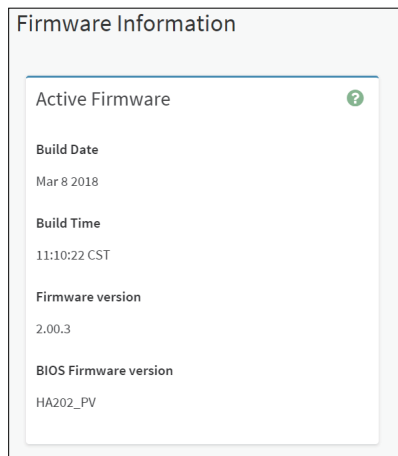 Firmware Information
Active Firmware
Build Date
Mar 8 2018
Build Time
11:10:22 CST
Firmware version
2.00.3
BIOS Firmware version
HA202_PV